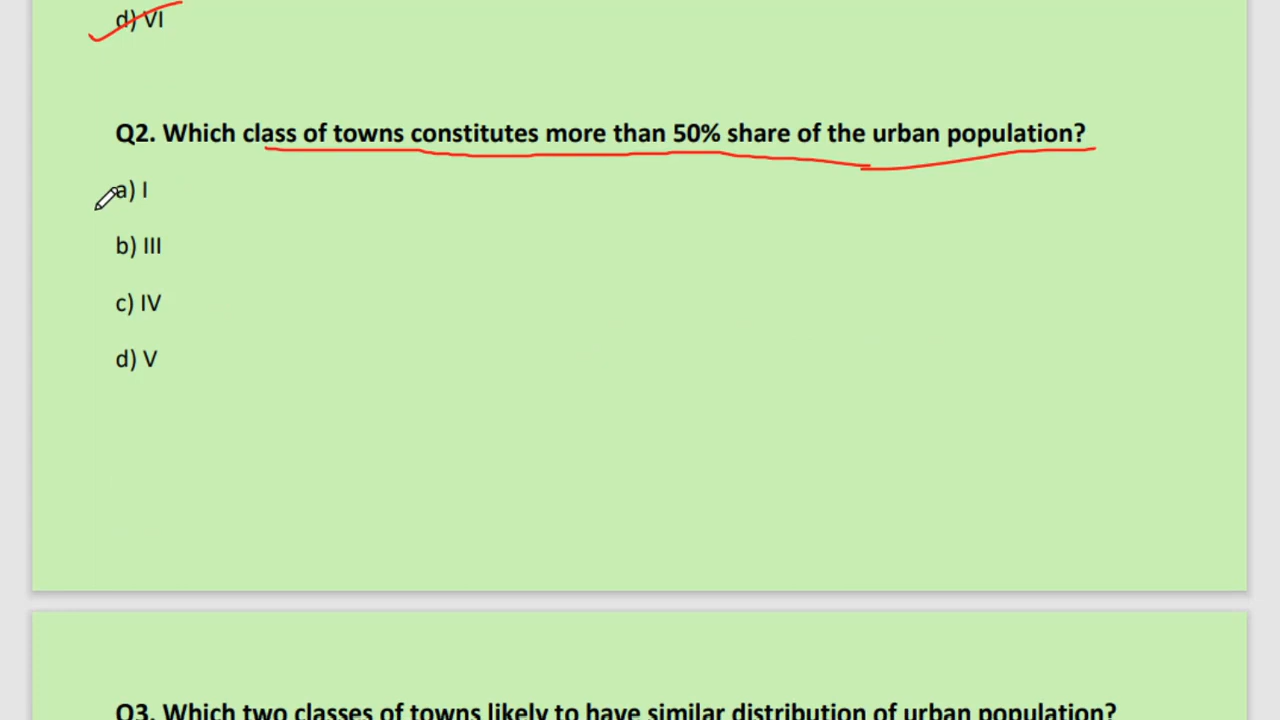 d) VI
Q2. Which class of towns constitutes more than 50% share of the urban population?
a) I
b) III
c) IV
d) V
Q3. Which two classes of towns likely to have similar distribution of urban population?